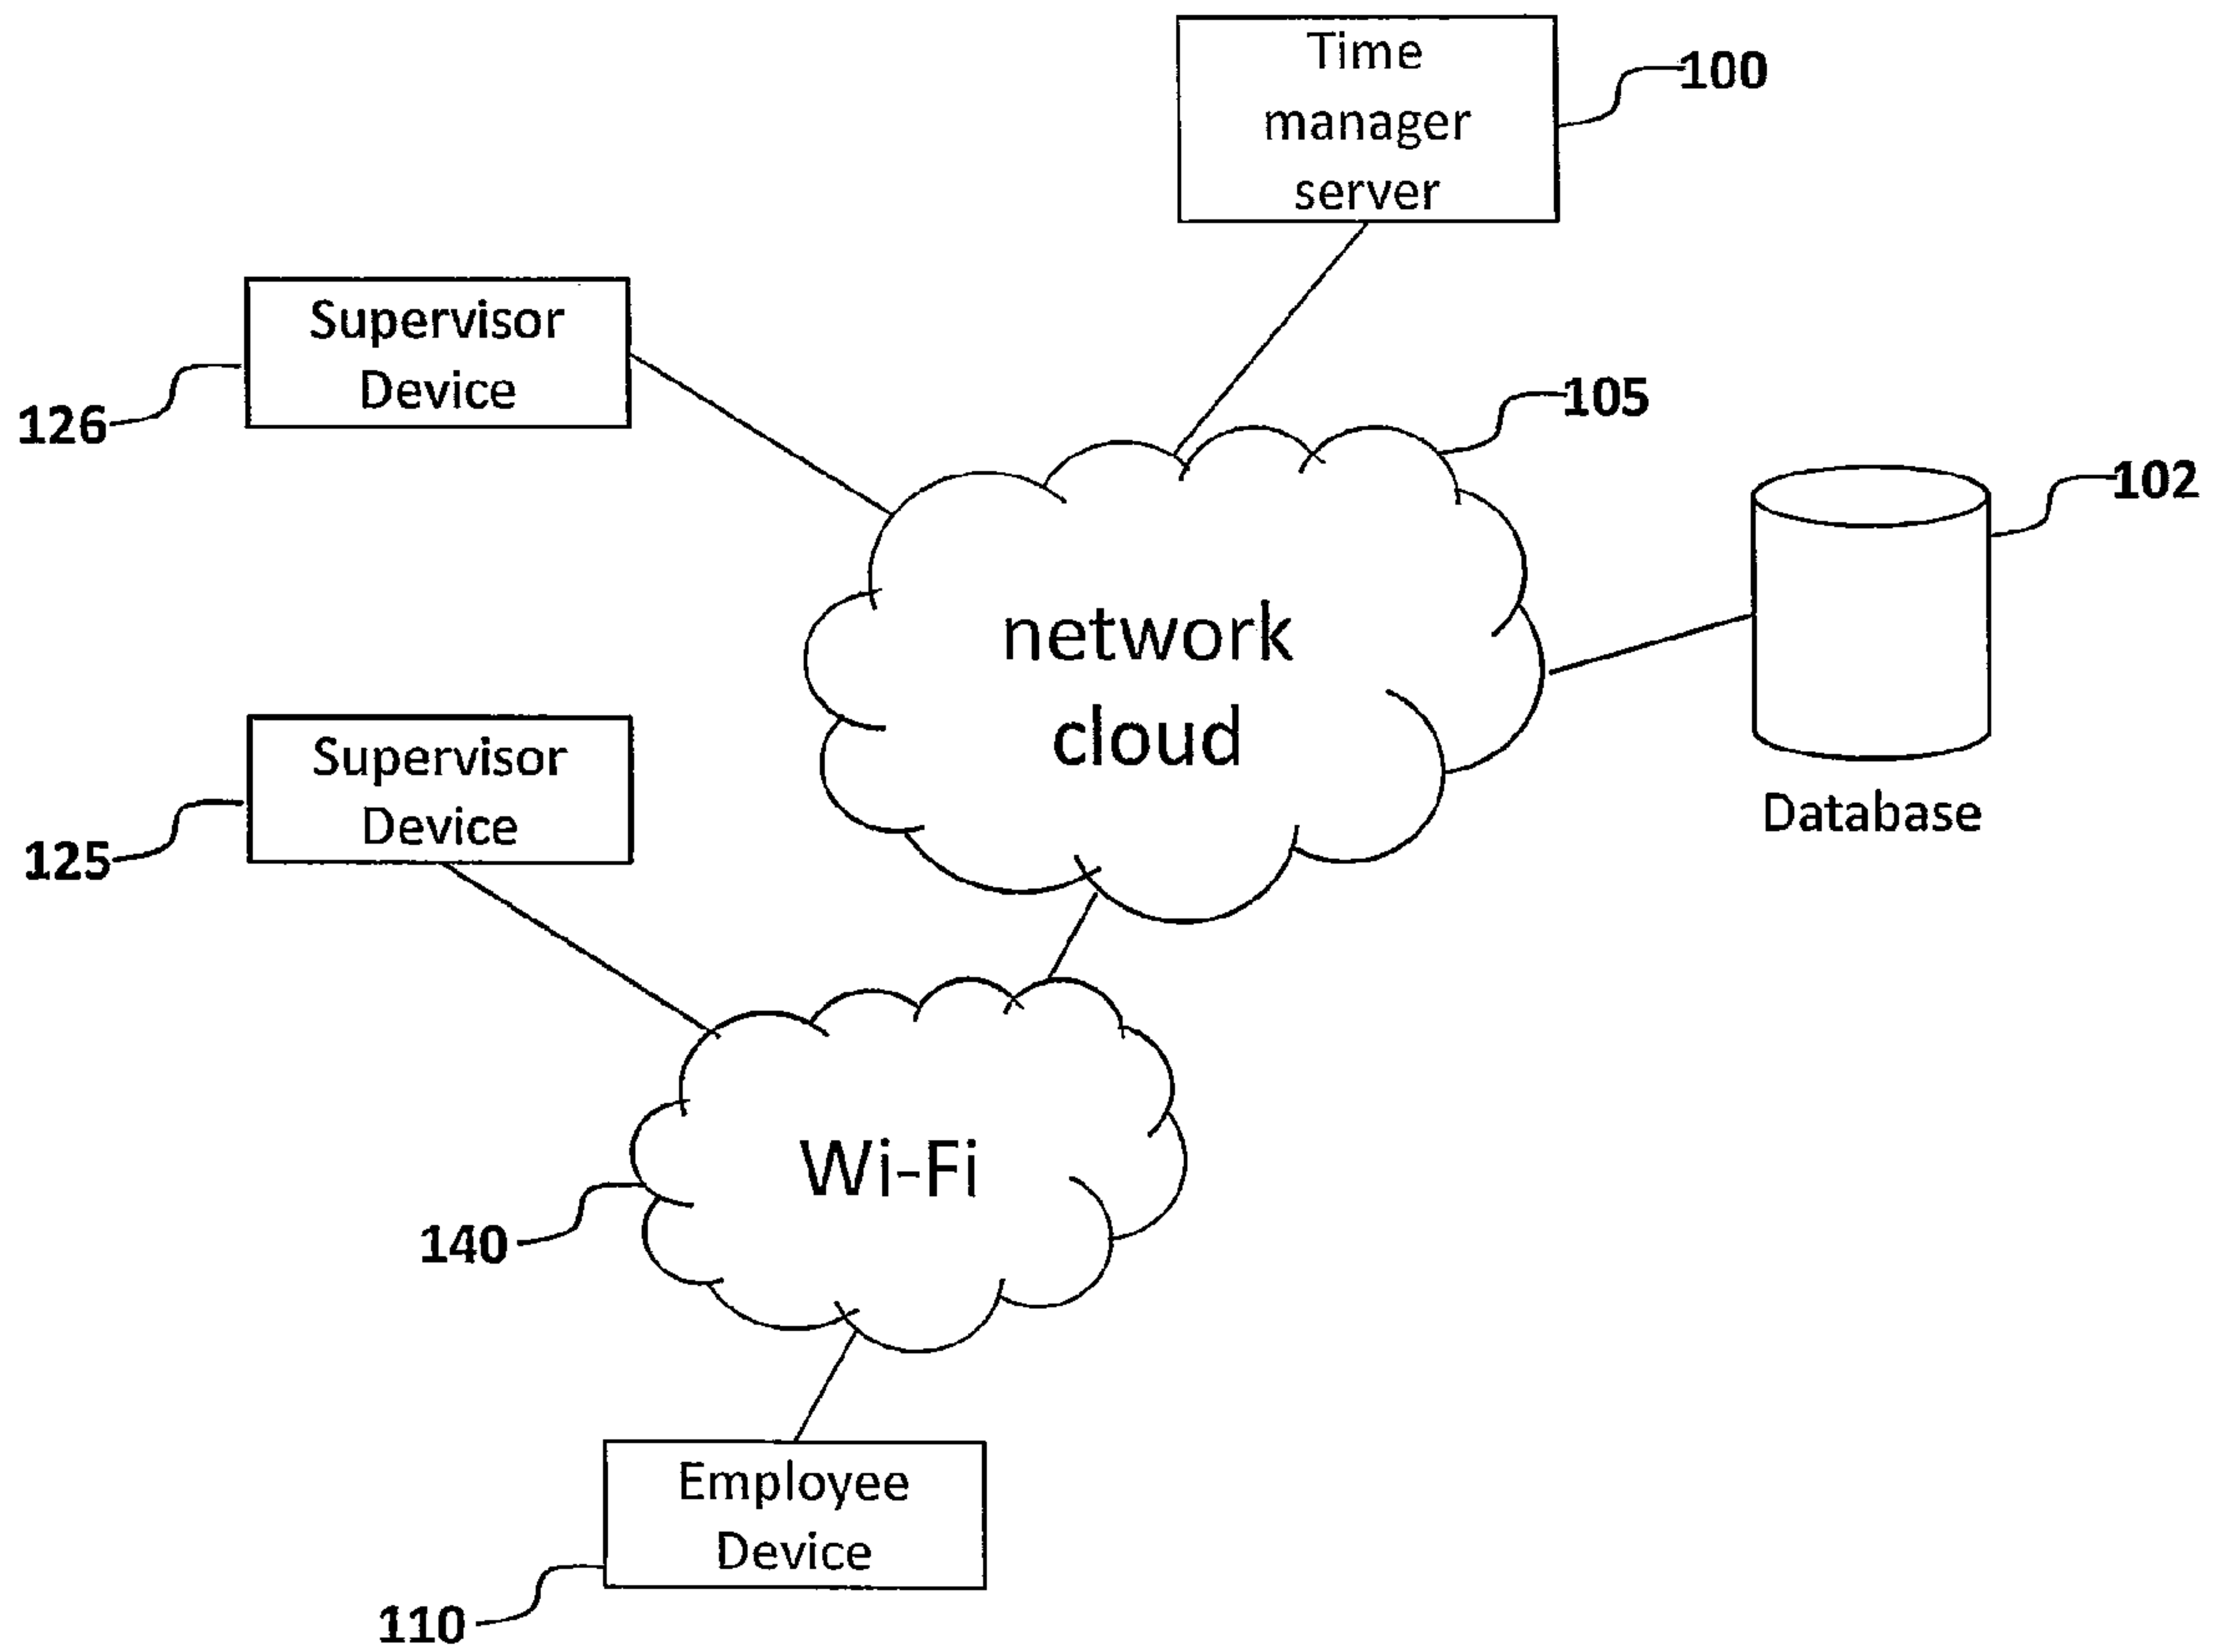 Time
manager
server
100
Supervisor
Device
126
105
102
network
cloud
Database
Supervisor
Device
125
Wi-Fi
140
Employee
Device
110